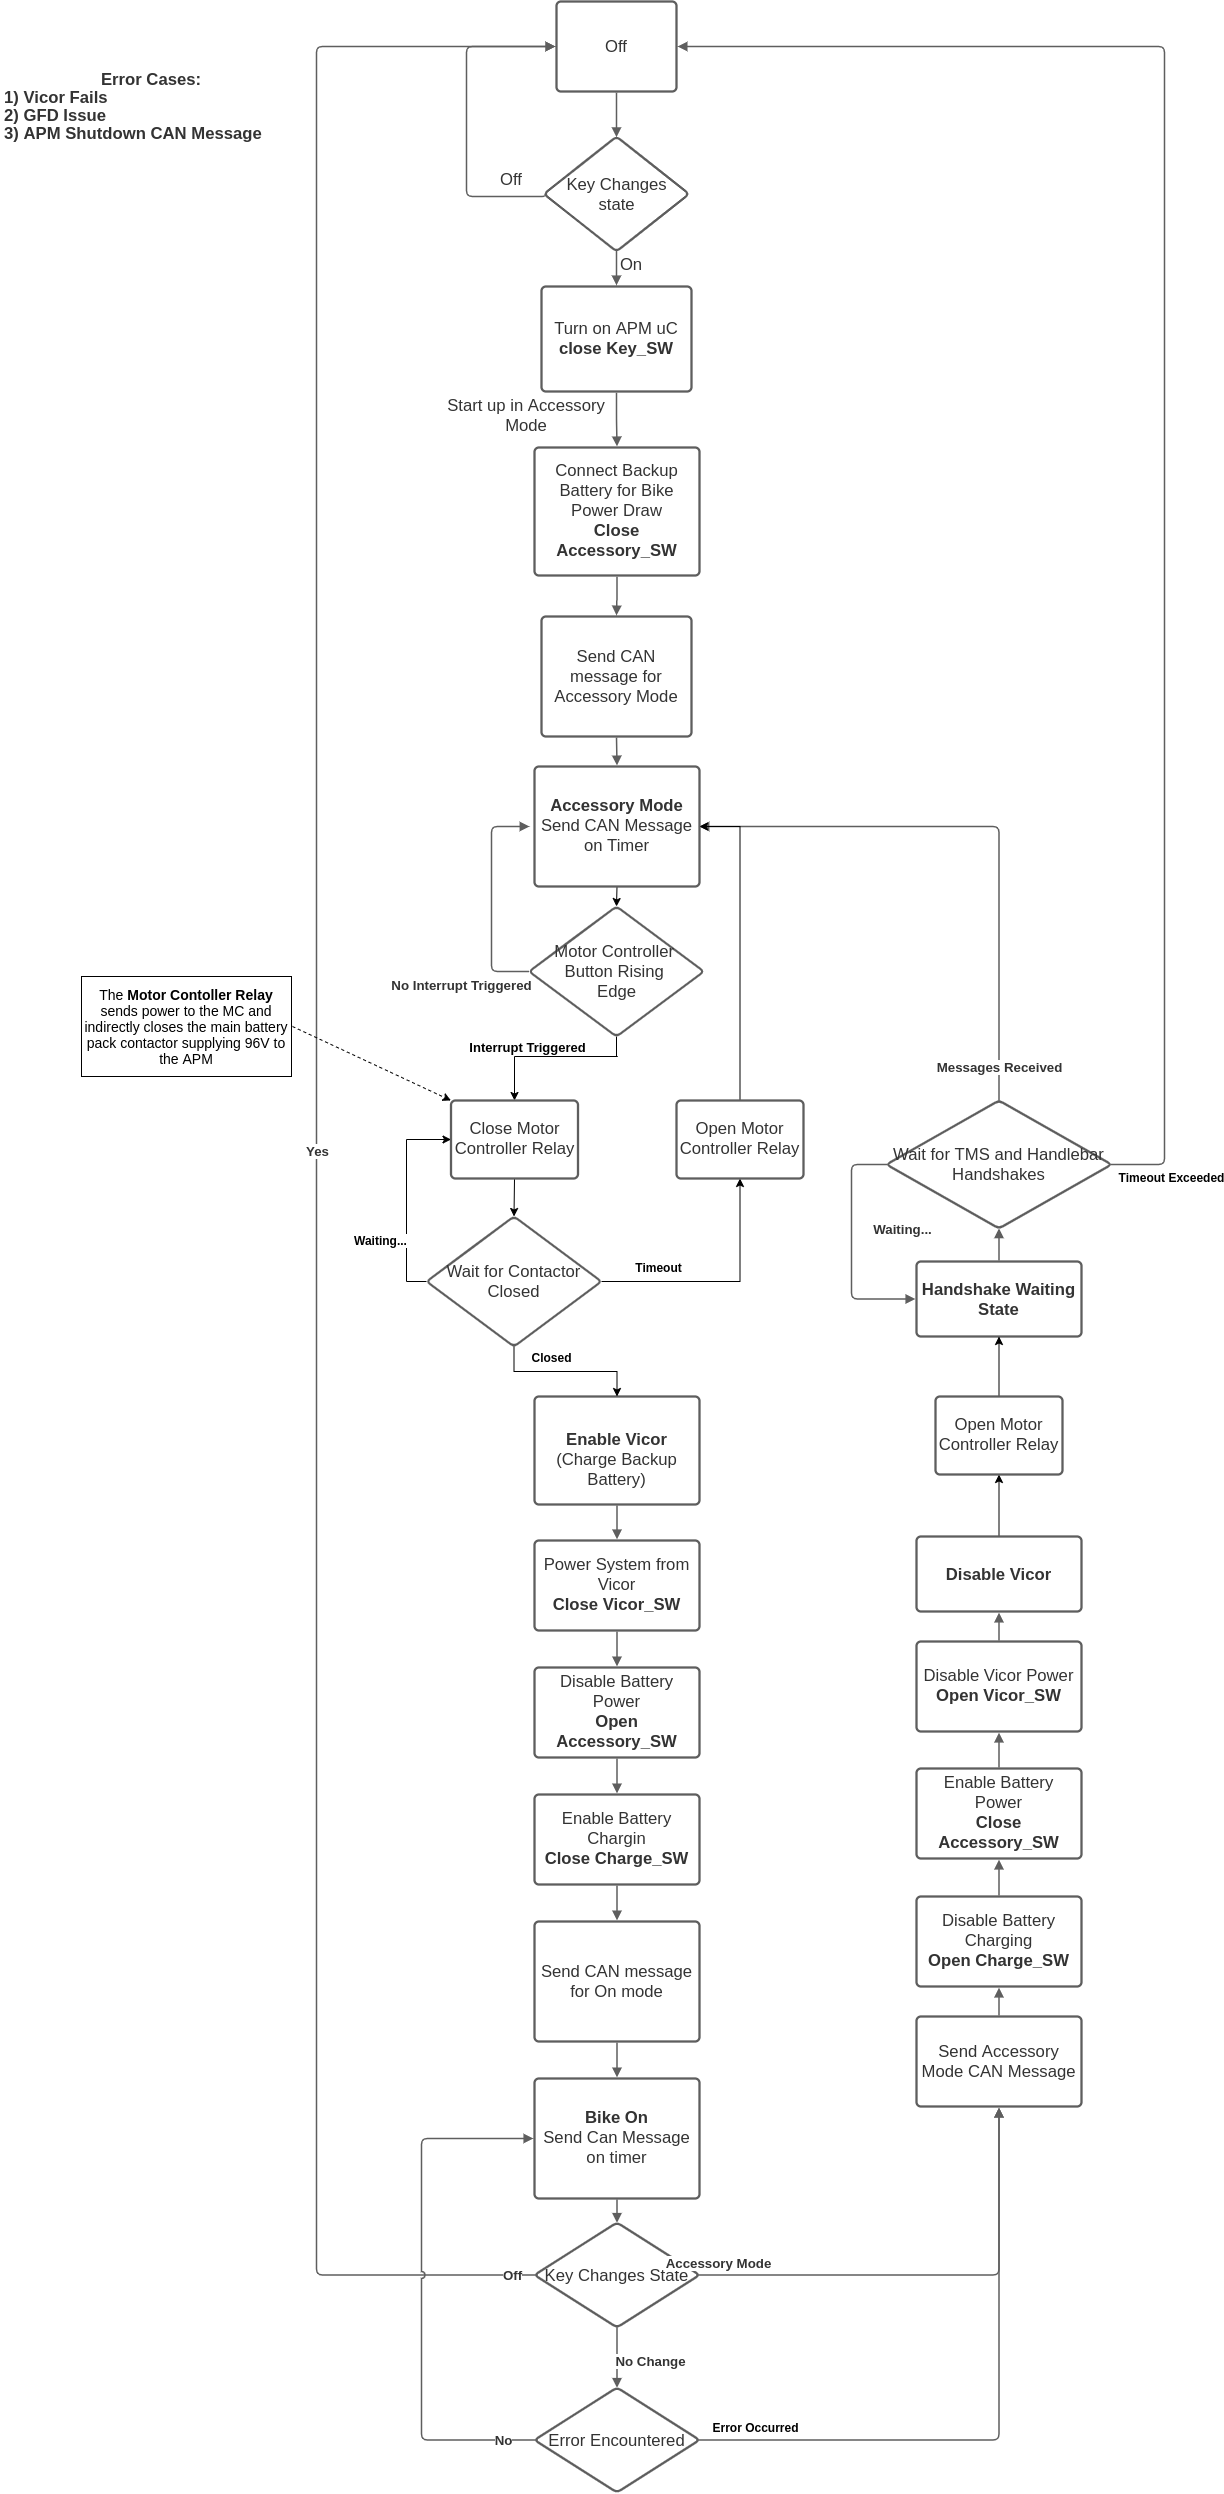 Off
Error Cases:
1) Vicor Fails
2) GFD Issue
3) APM Shutdown CAN Message
Off
Key Changes
state
On
Turn on APM uC
close Key_SW
Start up in Accessory
Mode
Connect Backup
Battery for Bike
Power Draw
Close
Accessory_SW
Send CAN
message for
Accessory Mode
Accessory Mode
Send CAN Message
on Timer
Motor Controller
Button Rising
Edge
No Interrupt Triggered
The Motor Contoller Relay
sends power to the MC and
indirectly closes the main battery
pack contactor supplying 96V to
the APM
Interrupt Triggered
Messages Received
Close Motor
Controller Relay
Open Motor
Controller Relay
Wait for TMS and Handlebar
Handshakes
Timeout Exceeded
Yes
Waiting...
Waiting...
Wait for Contactor
Closed
Timeout
Handshake Waiting
State
Closed
Enable Vicor
(Charge Backup
Battery)
Open Motor
Controller Relay
Power System from
Vicor
Close Vicor_SW
Disable Vicor
Disable Battery
Power
Open
Accessory_SW
Disable Vicor Power
Open Vicor_SW
Enable Battery
Chargin
Close Charge_SW
Enable Battery
Power
Close
Accessory_SW
Send CAN message
for On mode
Disable Battery
Charging
Open Charge_SW
Send Accessory
Mode CAN Message
Bike On
Send Can Message
on timer
Accessory Mode
Off
Key Changes State
No Change
Error Occurred
No
Error Encountered